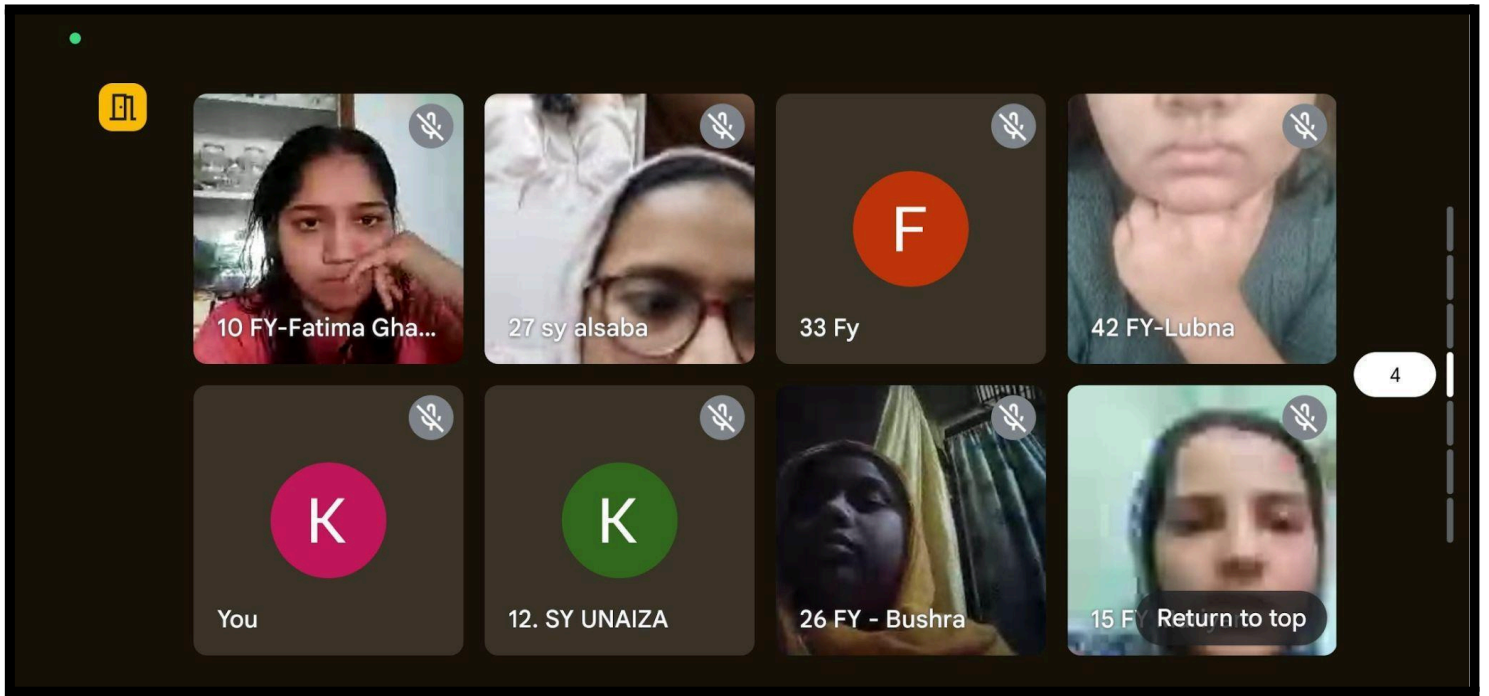 10 FY-Fatima Gha...
27 sy alsaba
F
33 Fy
42 FY-Lubna
4
K
You
K
12. SY UNAIZA
26 FY - Bushra
15 F
Return to top